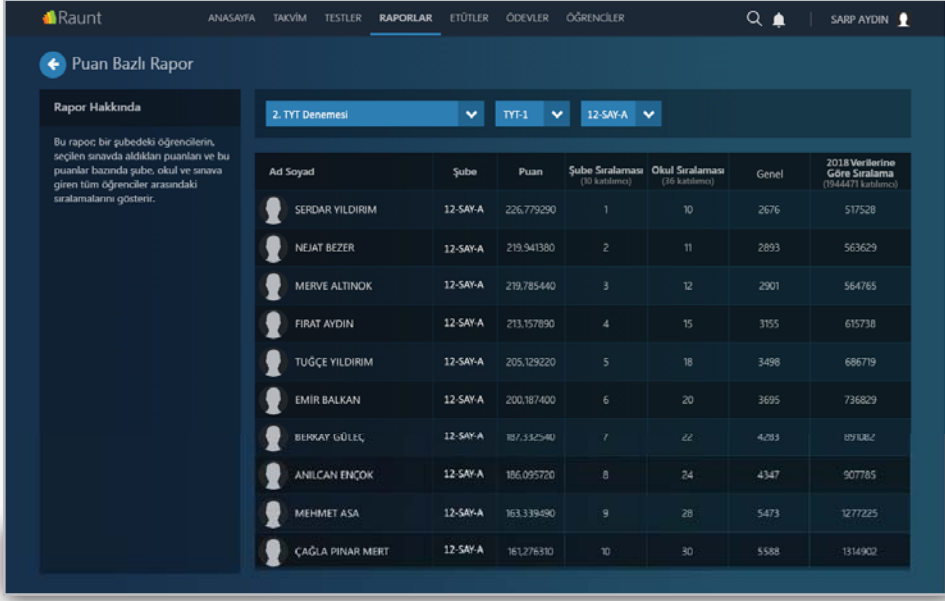 Raunt ANASAYFA TAKVİM TESTLER RAPORLAR ETÜTLER ÖDEVLER ÖĞRENCİLER SARP AYDIN
Puan Bazlı Rapor
Rapor Hakkında
Bu rapor; bir şubedeki öğrencilerin,
seçilen sınavda aldıkları puanları ve bu
puanlar bazında şube, okul ve sınava
giren tüm öğrenciler arasındaki
sıralamalarını gösterir.
2. TYT Denemesi TYT-1 12-SAY-A
Ad Soyad Şube Puan Şube Sıralaması (10 katılımcı) Okul Sıralaması (36 katılımcı) Genel 2018 Verilerine Göre Sıralama (1944471 katılımcı)
SERDAR YILDIRIM 12-SAY-A 226,779290 1 10 2676 517528
NEJAT BEZER 12-SAY-A 219,941380 2 11 2893 563629
MERVE ALTINOK 12-SAY-A 219,785440 3 12 2901 564765
FIRAT AYDIN 12-SAY-A 213,157890 4 15 3155 615738
TUĞÇE YILDIRIM 12-SAY-A 205,129220 5 18 3498 686719
EMİR BALKAN 12-SAY-A 200,187400 6 20 3695 736829
BERKAY GÜLEÇ 12-SAY-A 187,332540 7 22 4283 891082
ANILCAN ENÇOK 12-SAY-A 186,095720 8 24 4347 907785
MEHMET ASA 12-SAY-A 163,339490 9 28 5473 1277225
ÇAĞLA PINAR MERT 12-SAY-A 161,276310 10 30 5588 1314902